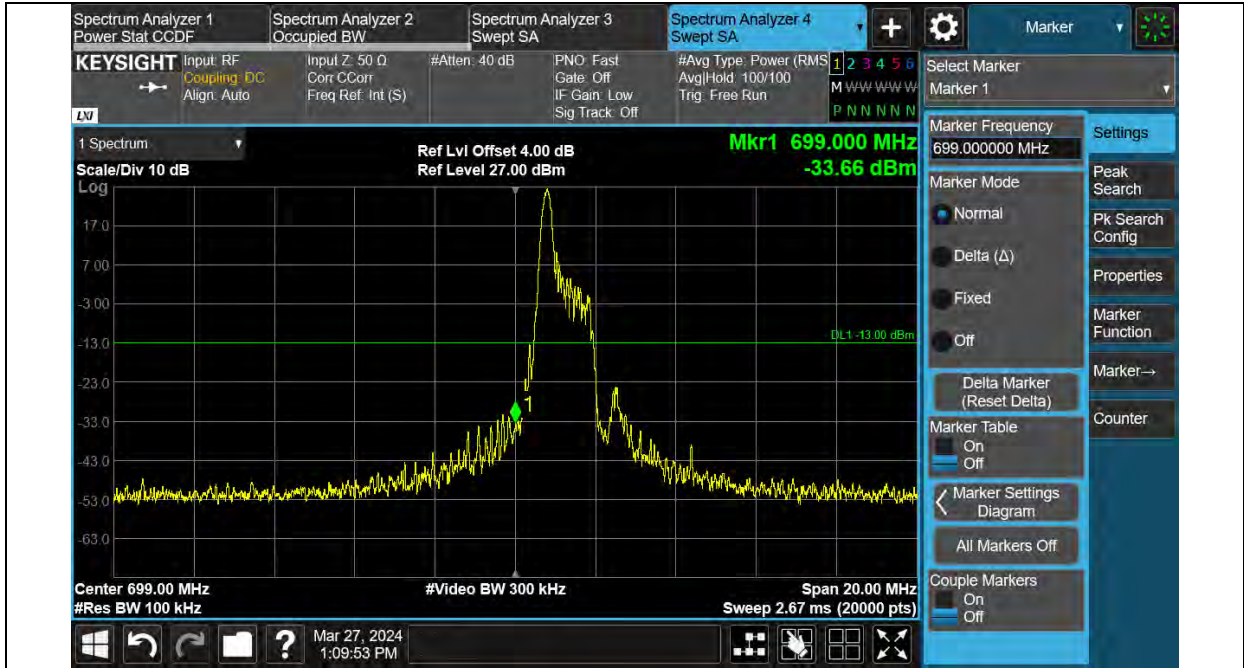 Spectrum Analyzer 1
Power Stat CCDF
Spectrum Analyzer 2
Occupied BW
Spectrum Analyzer 3
Swept SA
Spectrum Analyzer 4
Swept SA
+
Marker
KEYSIGHT
LXI
Input: RF
Coupling: DC
Align: Auto
Input Z: 50 Ω
Corr CCorr
Freq Ref: Int (S)
#Atten: 40 dB
PNO: Fast
Gate: Off
IF Gain: Low
Sig Track: Off
#Avg Type: Power (RMS
Avg|Hold: 100/100
Trig: Free Run
1 2 3 4 5 6
M W W W W W
P N N N N N
Select Marker
Marker 1
1 Spectrum
Scale/Div 10 dB
Ref Lvl Offset 4.00 dB
Ref Level 27.00 dBm
Mkr1 699.000 MHz
-33.66 dBm
Log
17.0
7.00
-3.00
-13.0
-23.0
-33.0
-43.0
-53.0
-63.0
DL1 -13.00 dBm
1
Center 699.00 MHz
#Res BW 100 kHz
#Video BW 300 kHz
Span 20.00 MHz
Sweep 2.67 ms (20000 pts)
Marker Frequency
699.000000 MHz
Marker Mode
Normal
Delta (Δ)
Fixed
Off
Delta Marker
(Reset Delta)
Marker Table
On
Off
Marker Settings
Diagram
All Markers Off
Couple Markers
On
Off
Settings
Peak
Search
Pk Search
Config
Properties
Marker
Function
Marker→
Counter
?
Mar 27, 2024
1:09:53 PM